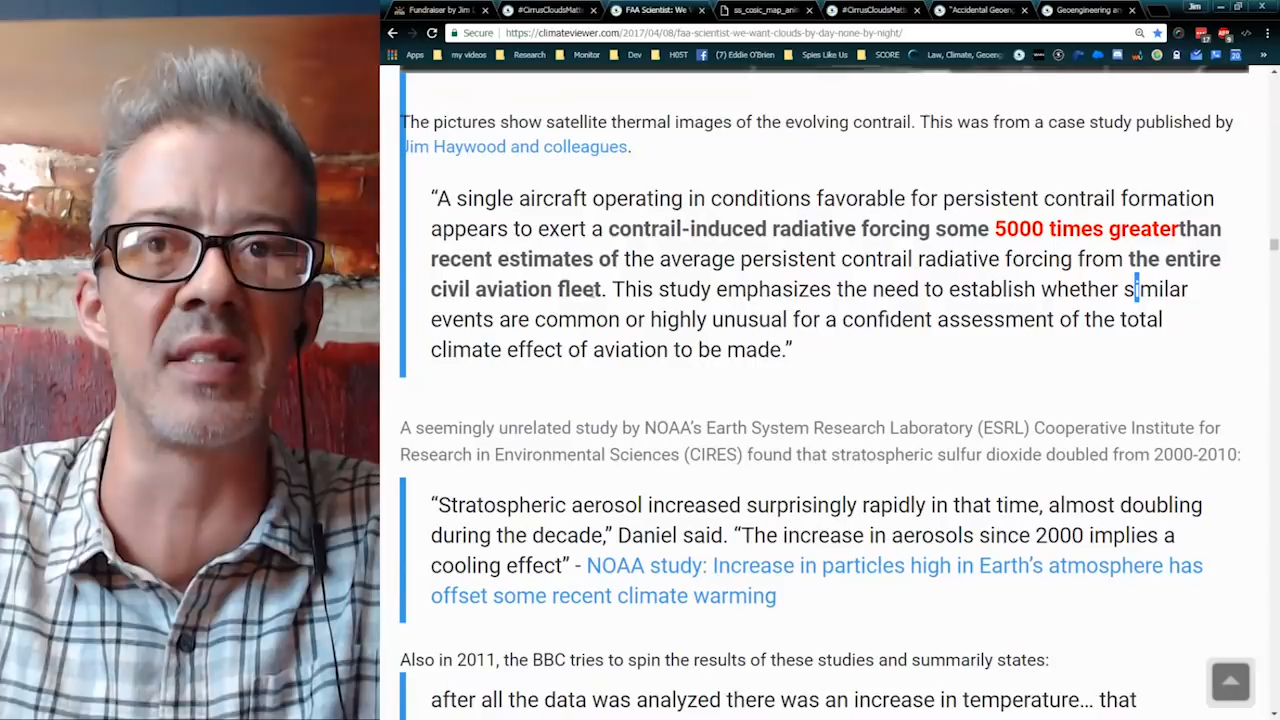 Fundraiser by Jim L
#CirrusCloudsMatt
FAA Scientist: We W
ss_cosic_map_anim
#CirrusCloudsMatt
"Accidental Geoeng
Geoengineering an
Jim
Secure
https://climateviewer.com/2017/04/08/faa-scientist-we-want-clouds-by-day-none-by-night/
Apps
my videos
Research
Monitor
Dev
H0ST
(7) Eddie O'Brien
Spies Like Us
SCORE
Law, Climate, Geoeng
The pictures show satellite thermal images of the evolving contrail. This was from a case study published by
Jim Haywood and colleagues.
“A single aircraft operating in conditions favorable for persistent contrail formation
appears to exert a contrail-induced radiative forcing some 5000 times greaterthan
recent estimates of the average persistent contrail radiative forcing from the entire
civil aviation fleet. This study emphasizes the need to establish whether similar
events are common or highly unusual for a confident assessment of the total
climate effect of aviation to be made.”
A seemingly unrelated study by NOAA’s Earth System Research Laboratory (ESRL) Cooperative Institute for
Research in Environmental Sciences (CIRES) found that stratospheric sulfur dioxide doubled from 2000-2010:
“Stratospheric aerosol increased surprisingly rapidly in that time, almost doubling
during the decade,” Daniel said. “The increase in aerosols since 2000 implies a
cooling effect” - NOAA study: Increase in particles high in Earth’s atmosphere has
offset some recent climate warming
Also in 2011, the BBC tries to spin the results of these studies and summarily states:
after all the data was analyzed there was an increase in temperature… that